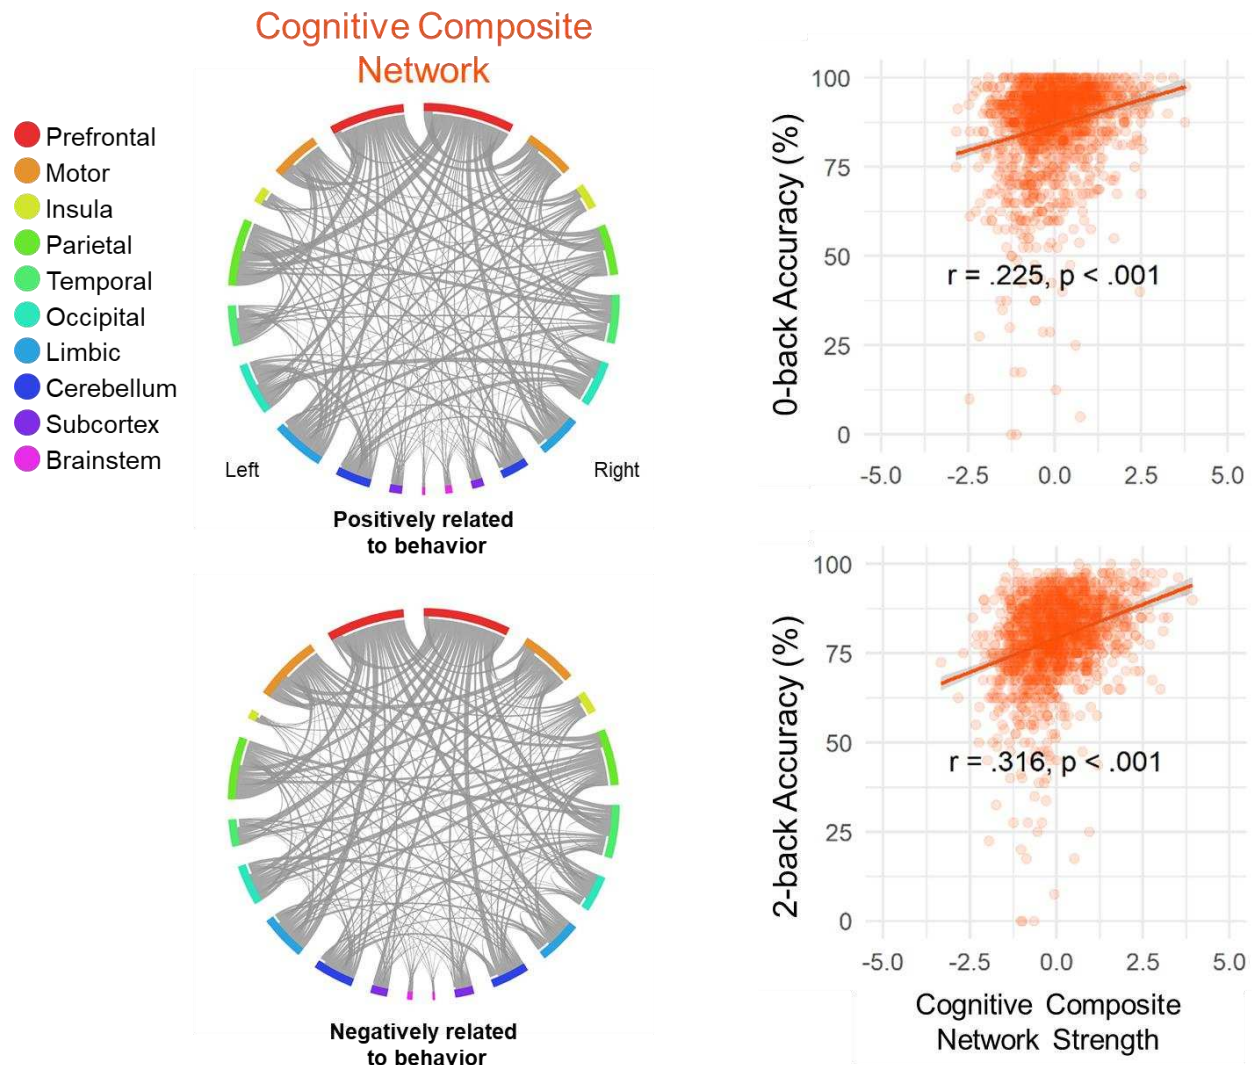 Cognitive Composite
Network
Prefrontal
Motor
Insula
Parietal
Temporal
Occipital
Limbic
Cerebellum
Subcortex
Brainstem
Left
Right
Positively related
to behavior
Negatively related
to behavior
0-back Accuracy (%)
100
75
50
25
0
r = .225, p < .001
-5.0 -2.5 0.0 2.5 5.0
2-back Accuracy (%)
100
75
50
25
0
r = .316, p < .001
-5.0 -2.5 0.0 2.5 5.0
Cognitive Composite
Network Strength